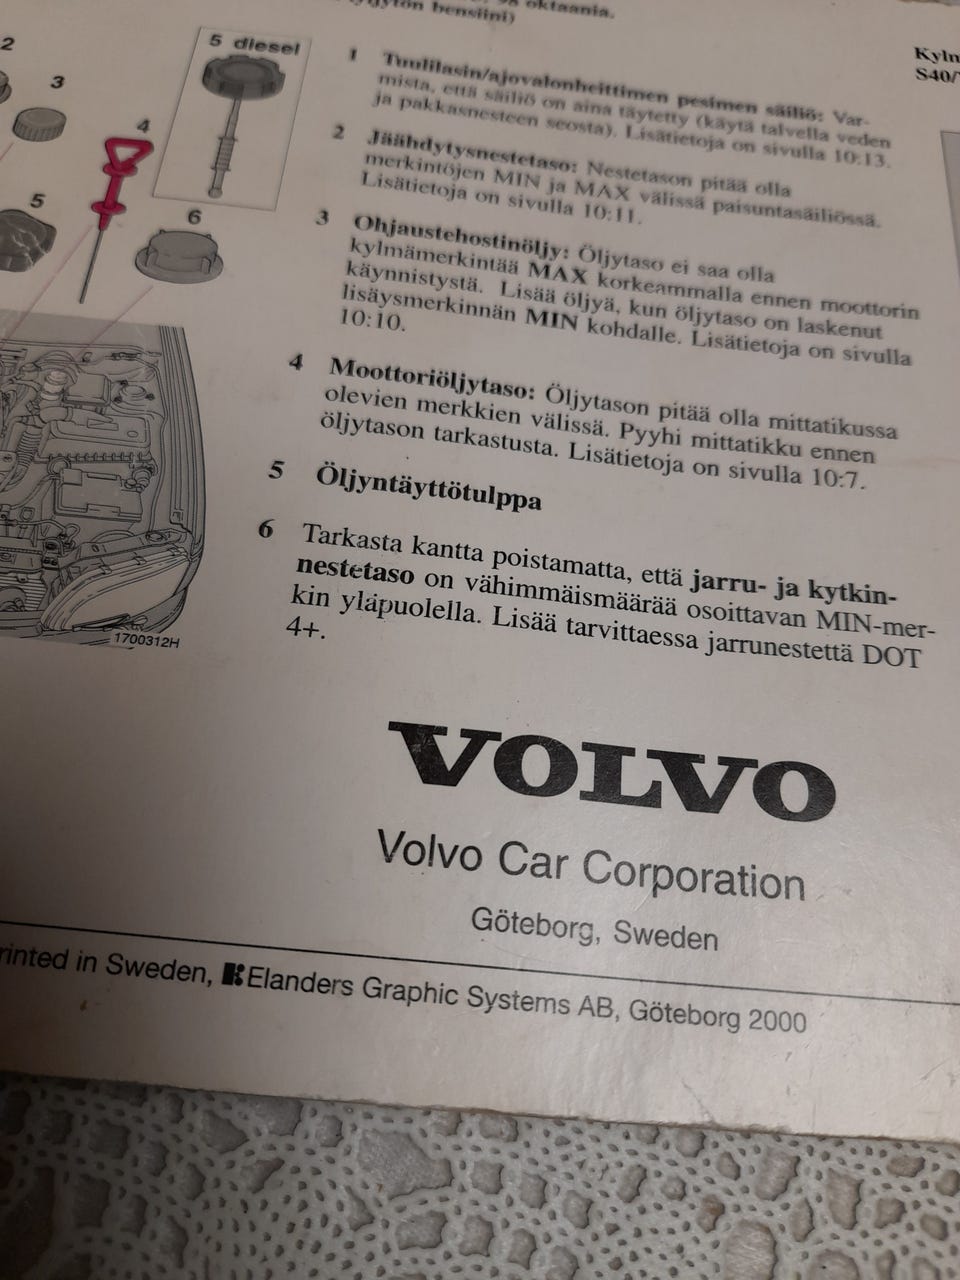 98 oktaania.
bensiini)
Kylm
S40/
2
3
4
5
6
5 diesel
1 Tuulilasin/ajovalonheittimen pesimen säiliö: Var-
mista, että säiliö on aina täytetty (käytä talvella veden
ja pakkasnesteen seosta). Lisätietoja on sivulla 10:13.
2 Jäähdytysnestetaso: Nestetason pitää olla
merkintöjen MIN ja MAX välissä paisuntasäiliössä.
Lisätietoja on sivulla 10:11.
3 Ohjaustehostinöljy: Öljytaso ei saa olla
kylmämerkintää MAX korkeammalla ennen moottorin
käynnistystä. Lisää öljyä, kun öljytaso on laskenut
lisäysmerkinnän MIN kohdalle. Lisätietoja on sivulla
10:10.
4 Moottoriöljytaso: Öljytason pitää olla mittatikussa
olevien merkkien välissä. Pyyhi mittatikku ennen
öljytason tarkastusta. Lisätietoja on sivulla 10:7.
5 Öljyntäyttötulppa
6 Tarkasta kantta poistamatta, että jarru- ja kytkin-
nestetaso on vähimmäismäärää osoittavan MIN-mer-
kin yläpuolella. Lisää tarvittaessa jarrunestettä DOT
4+.
1700312H
VOLVO
Volvo Car Corporation
Göteborg, Sweden
rinted in Sweden, Elanders Graphic Systems AB, Göteborg 2000